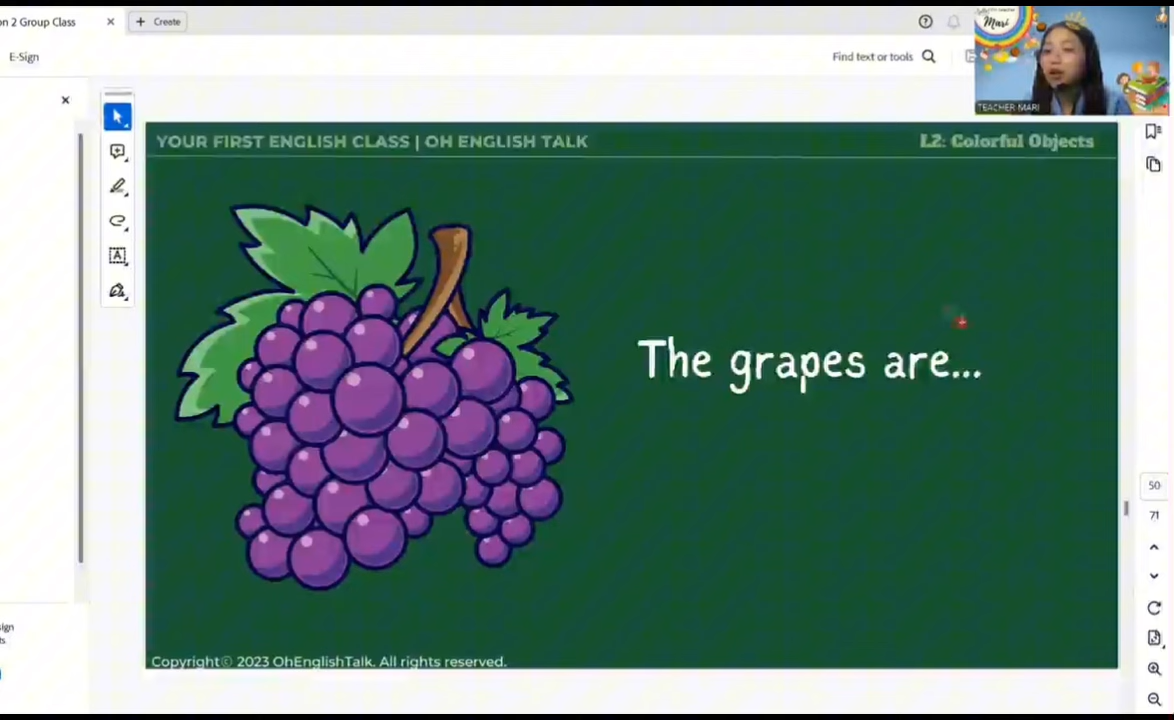 n 2 Group Class
Create
E-Sign
Find text or tools
Mari
TEACHER MARI
YOUR FIRST ENGLISH CLASS | OH ENGLISH TALK
L2: Colorful Objects
The grapes are...
A
50
71
Copyright© 2023 OhEnglishTalk. All rights reserved.